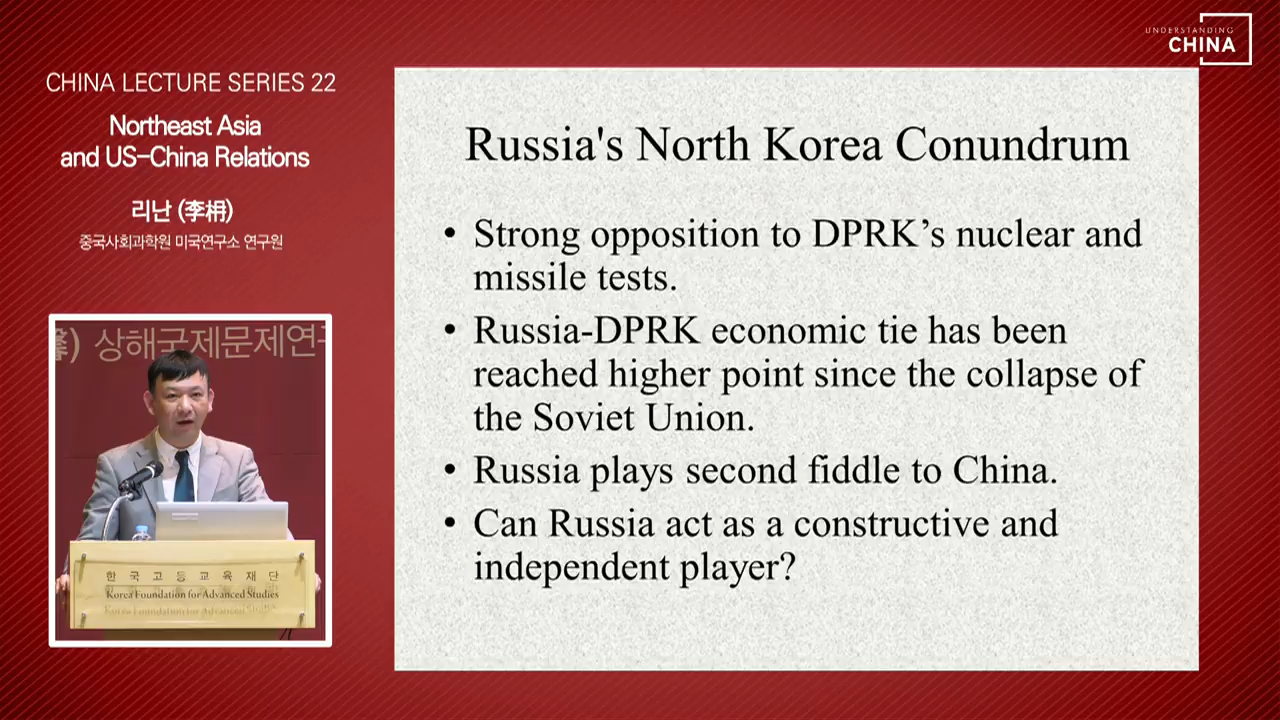 UNDERSTANDING
CHINA
CHINA LECTURE SERIES 22
Northeast Asia
and US-China Relations
리난 (李枏)
중국사회과학원 미국연구소 연구원
상해국제문제연구
한국고등교육재단
Korea Foundation for Advanced Studies
Russia's North Korea Conundrum
• Strong opposition to DPRK’s nuclear and
missile tests.
• Russia-DPRK economic tie has been
reached higher point since the collapse of
the Soviet Union.
• Russia plays second fiddle to China.
• Can Russia act as a constructive and
independent player?